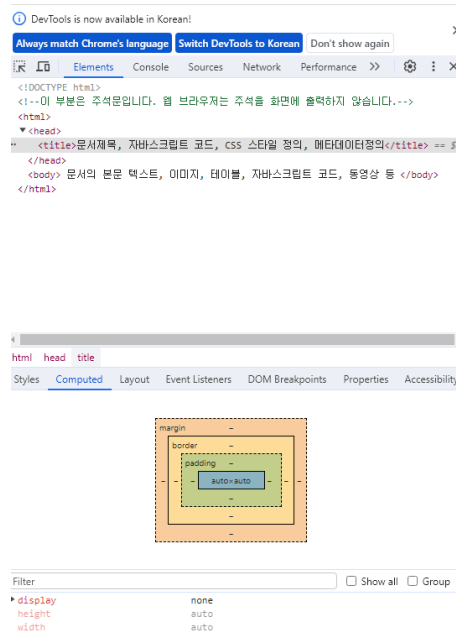 DevTools is now available in Korean!
Always match Chrome's language Switch DevTools to Korean Don't show again
Elements Console Sources Network Performance
<!DOCTYPE html>
<!--이 부분은 주석문입니다. 웹 브라우저는 주석을 화면에 출력하지 않습니다.-->
<html>
<head>
<title>문서제목, 자바스크립트 코드, CSS 스타일 정의, 메타데이터정의</title> == $
</head>
<body> 문서의 본문 텍스트, 이미지, 테이블, 자바스크립트 코드, 동영상 등 </body>
</html>
html head title
Styles Computed Layout Event Listeners DOM Breakpoints Properties Accessibility
margin –
border –
padding –
– – – auto×auto – – –
–
–
–
Filter Show all Group
display none
height auto
width auto